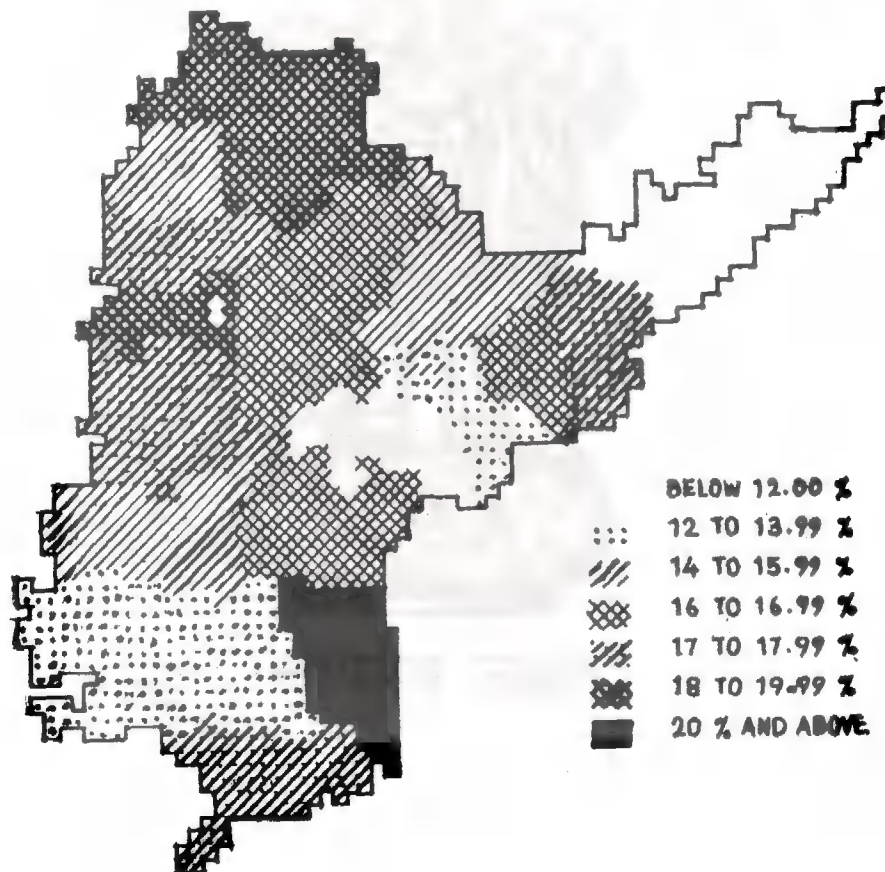 BELOW 12.00 %
12 TO 13.99 %
14 TO 15.99 %
16 TO 16.99 %
17 TO 17.99 %
18 TO 19.99 %
20 % AND ABOVE